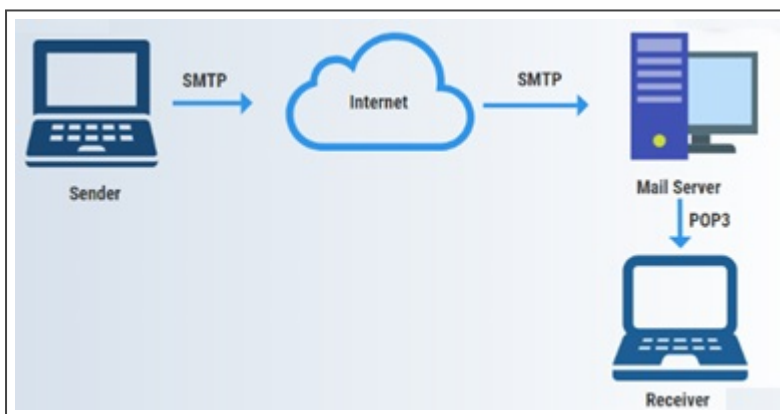 SMTP
SMTP
Internet
Sender
Mail Server
POP3
Receiver